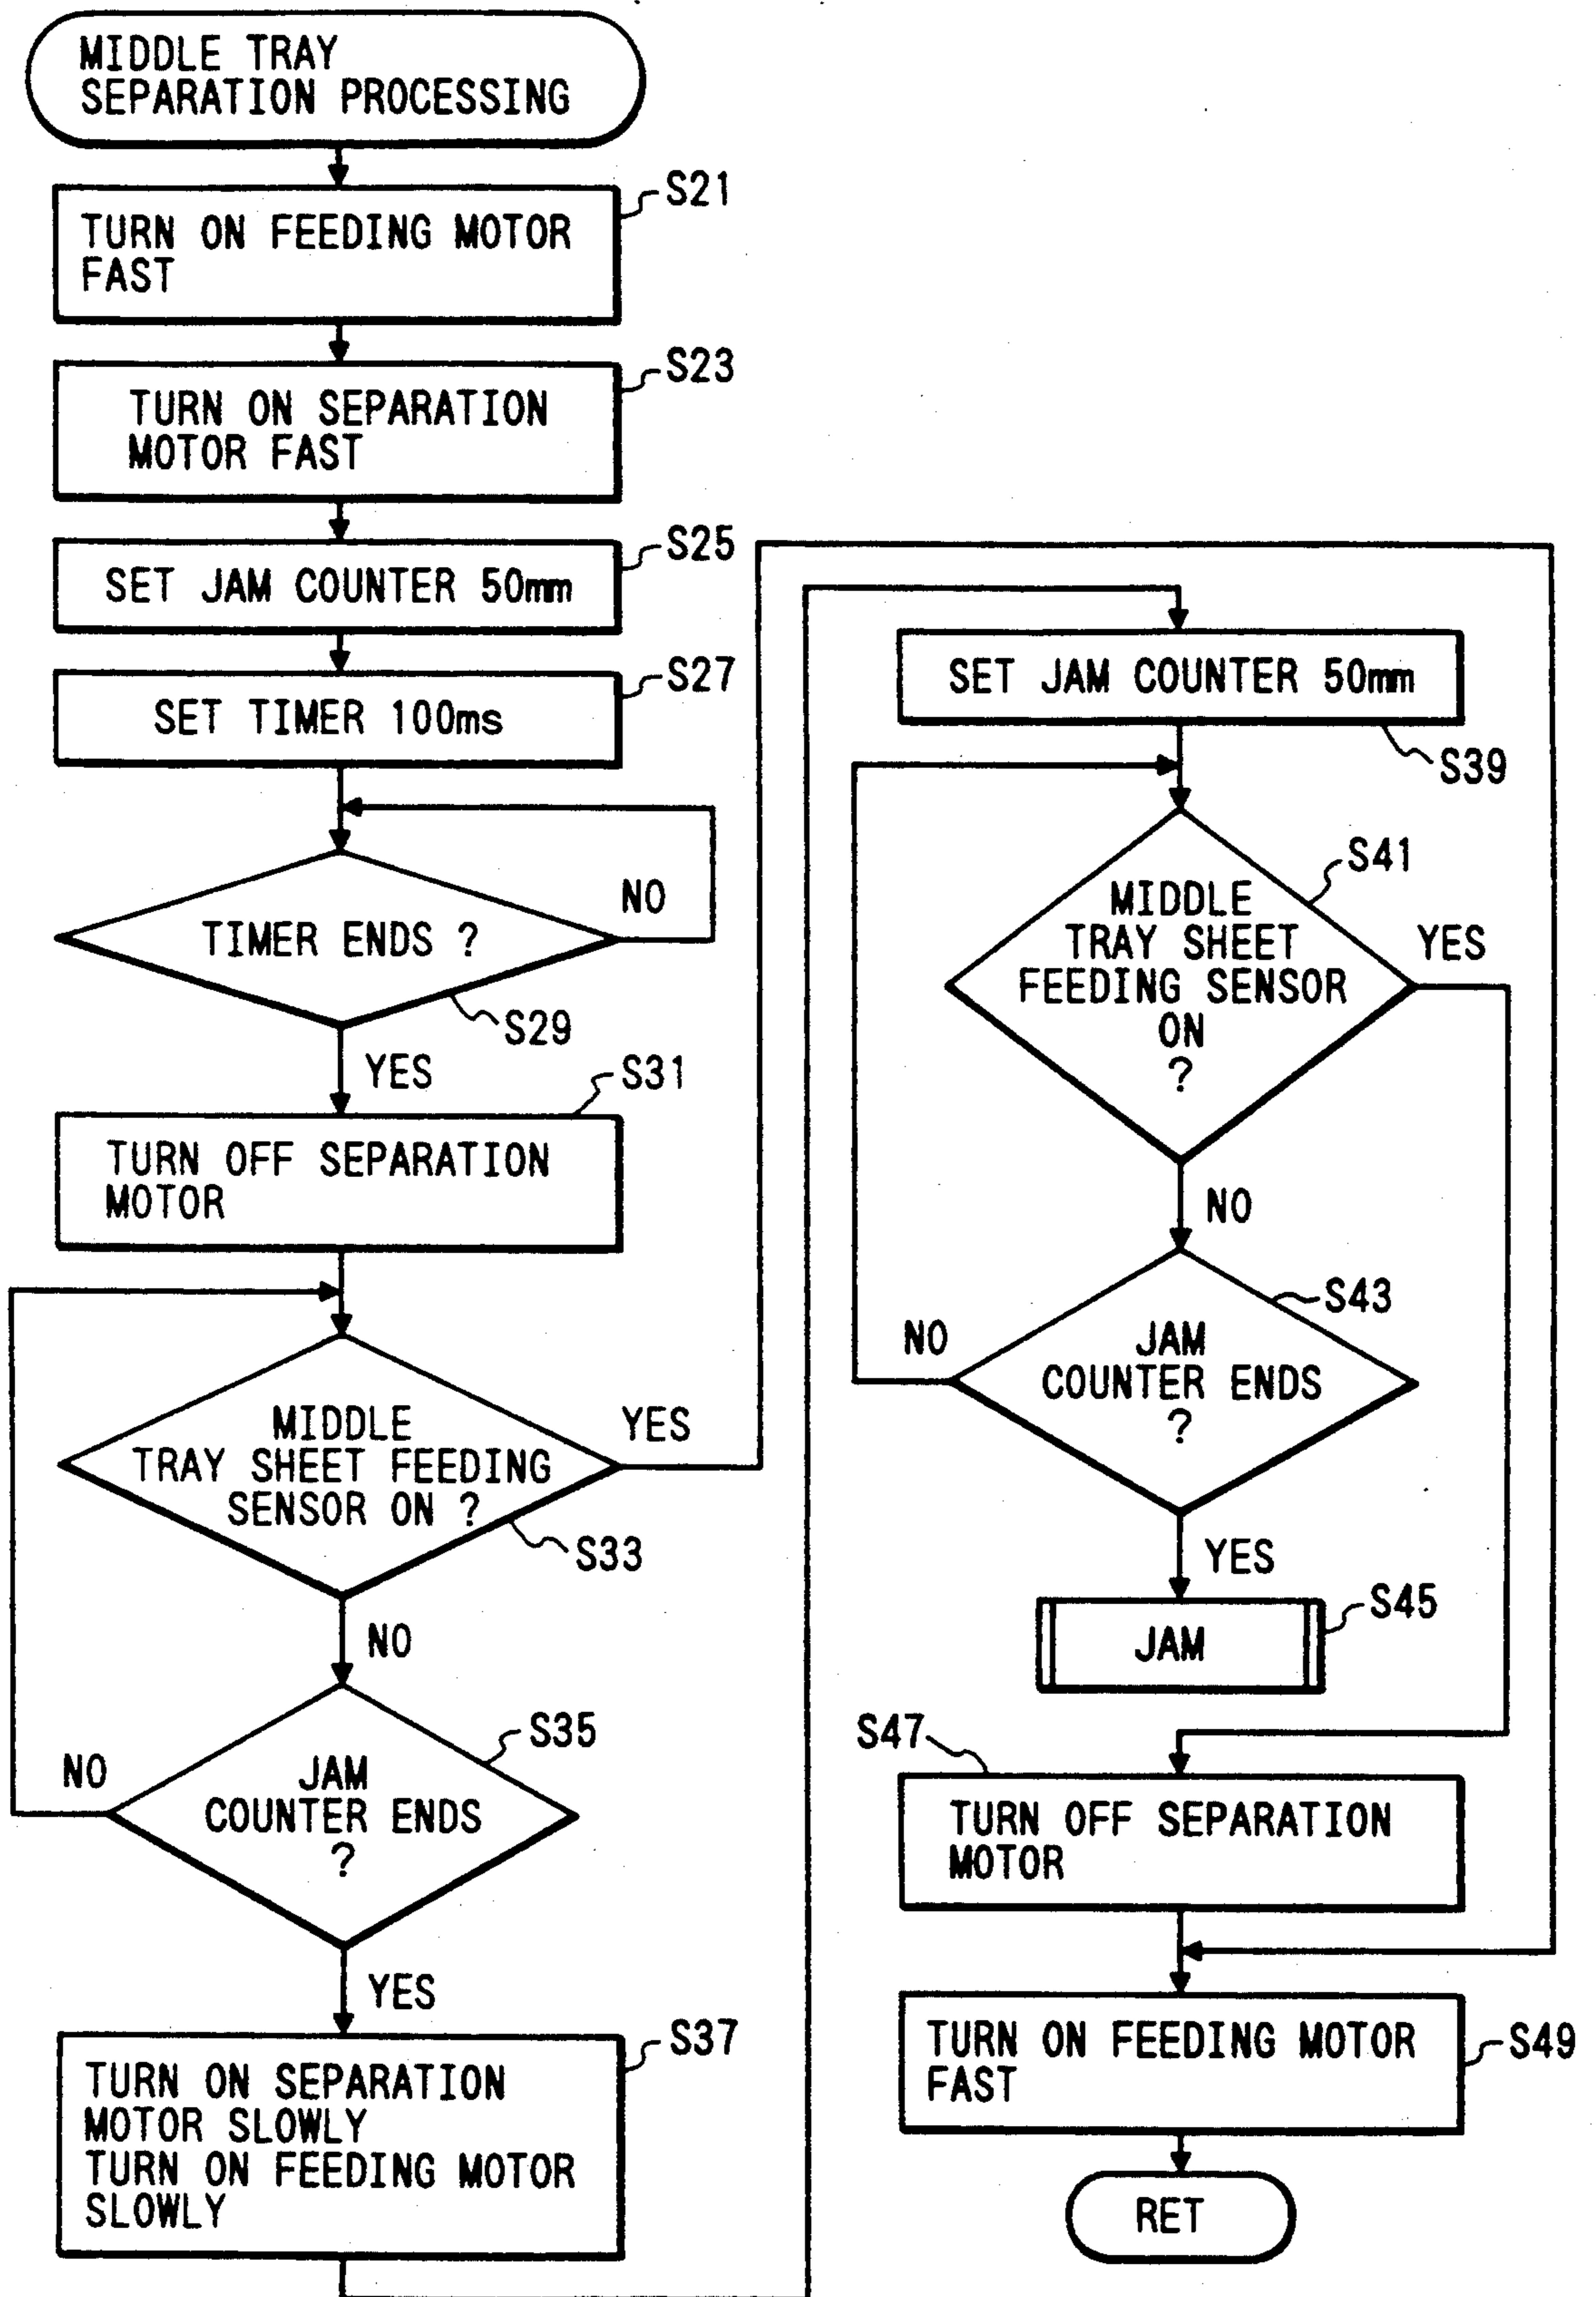 MIDDLE TRAY
SEPARATION PROCESSING
S21
TURN ON FEEDING MOTOR
FAST
S23
TURN ON SEPARATION
MOTOR FAST
S25
SET JAM COUNTER 50mm
S27
SET TIMER 100ms
NO
TIMER ENDS ?
S29
YES
S31
TURN OFF SEPARATION
MOTOR
MIDDLE
TRAY SHEET FEEDING
SENSOR ON ?
YES
S33
NO
S35
NO
JAM
COUNTER ENDS
?
YES
S37
TURN ON SEPARATION
MOTOR SLOWLY
TURN ON FEEDING MOTOR
SLOWLY
SET JAM COUNTER 50mm
S39
S41
MIDDLE
TRAY SHEET
FEEDING SENSOR
ON
?
YES
NO
S43
NO
JAM
COUNTER ENDS
?
YES
S45
JAM
S47
TURN OFF SEPARATION
MOTOR
TURN ON FEEDING MOTOR
FAST
S49
RET